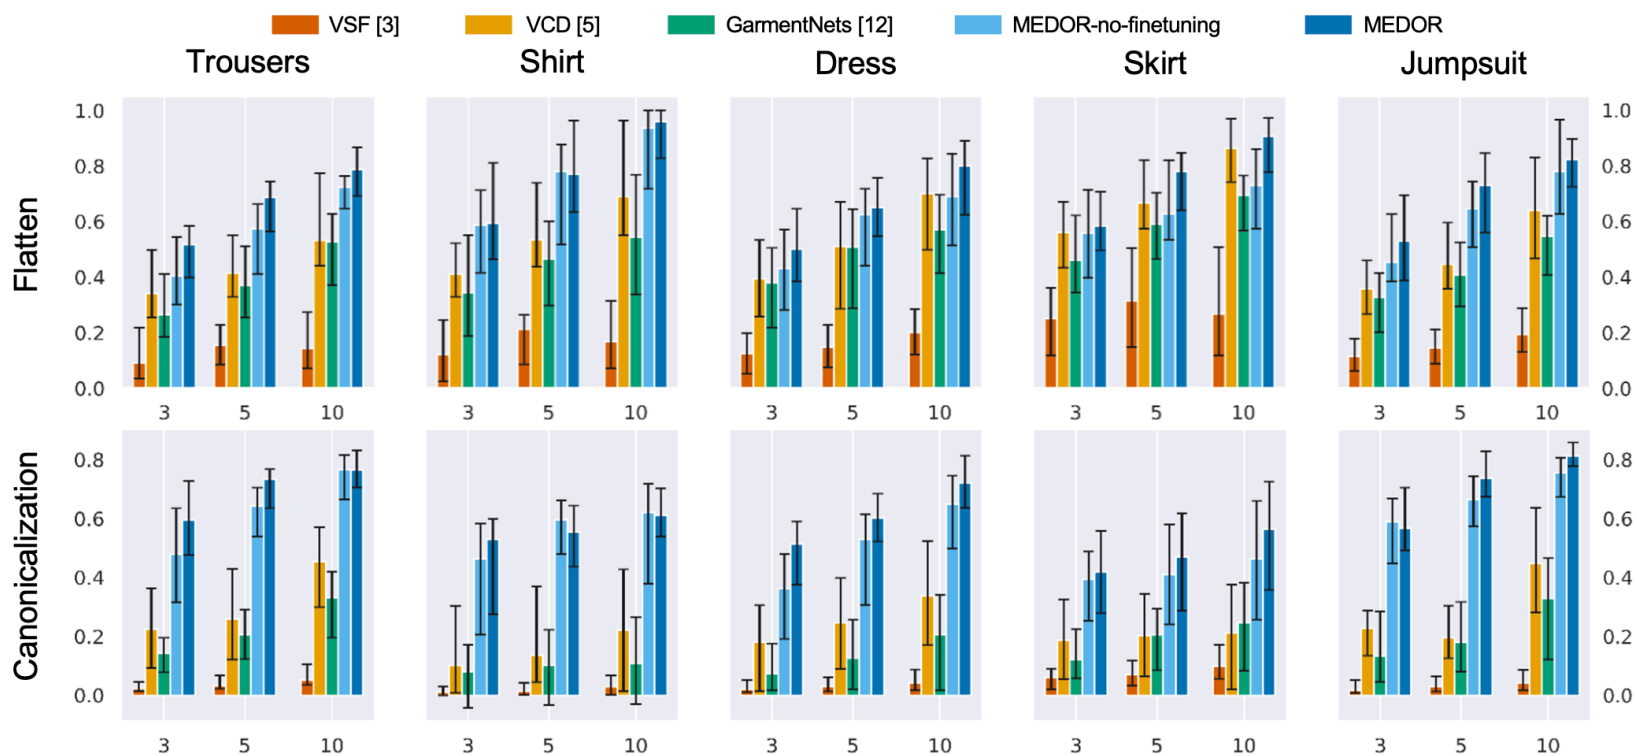 VSF [3] VCD [5] GarmentNets [12] MEDOR-no-finetuning MEDOR
Trousers Shirt Dress Skirt Jumpsuit
Flatten
1.0 1.0
0.8 0.8
0.6 0.6
0.4 0.4
0.2 0.2
0.0 0.0
3 5 10 3 5 10 3 5 10 3 5 10 3 5 10
Canonicalization
0.8 0.8
0.6 0.6
0.4 0.4
0.2 0.2
0.0 0.0
3 5 10 3 5 10 3 5 10 3 5 10 3 5 10